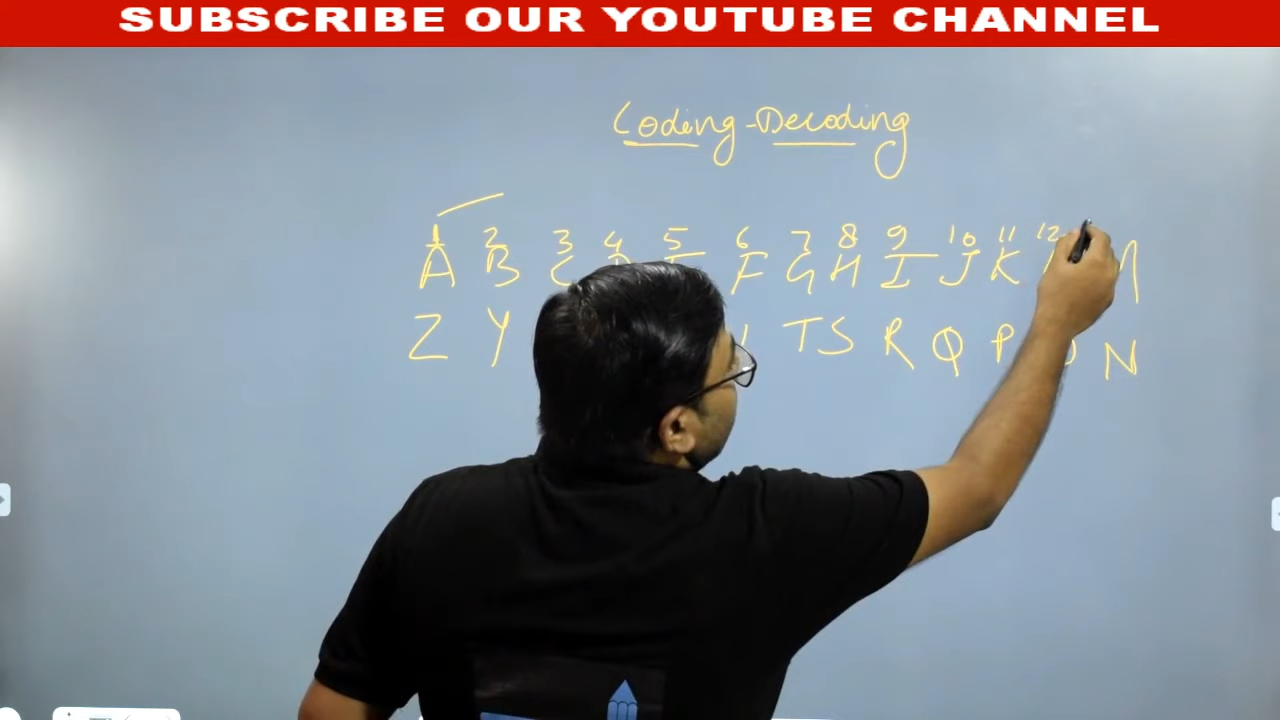 SUBSCRIBE OUR YOUTUBE CHANNEL
Coding-Decoding
1 2 3 4 5 6 7 8 9 10 11 12
A B C F G H I J K M
Z Y T S R Q P O N